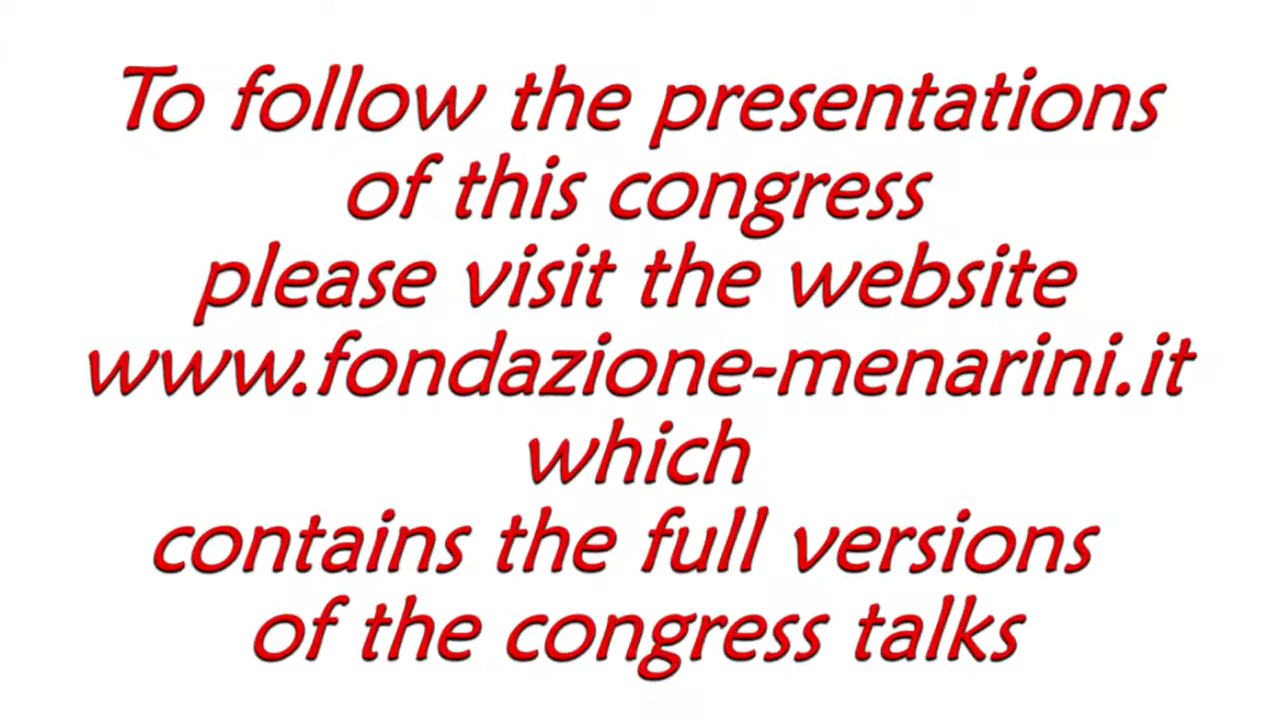 To follow the presentations
of this congress
please visit the website
www.fondazione-menarini.it
which
contains the full versions
of the congress talks